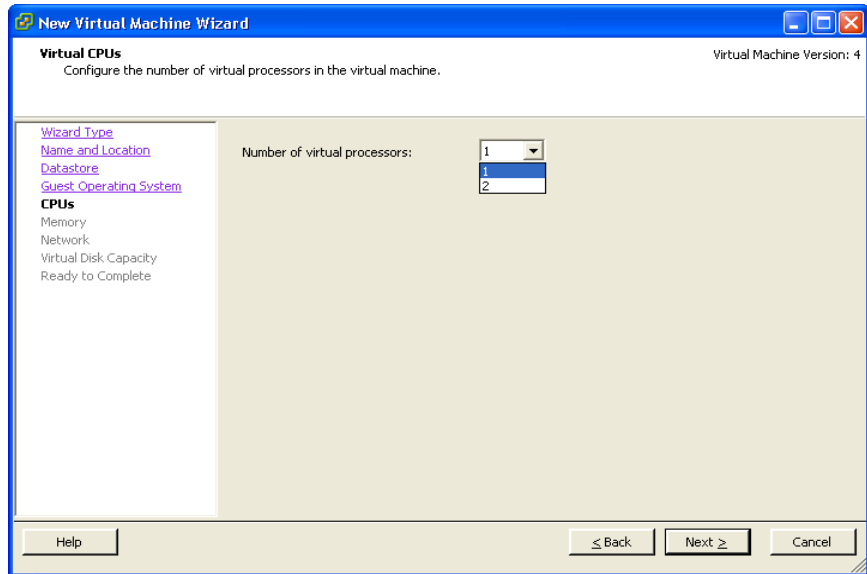 New Virtual Machine Wizard
Virtual CPUs
Configure the number of virtual processors in the virtual machine.
Virtual Machine Version: 4
Wizard Type
Name and Location
Datastore
Guest Operating System
CPUs
Memory
Network
Virtual Disk Capacity
Ready to Complete
Number of virtual processors:
1
1
2
Help
< Back
Next >
Cancel